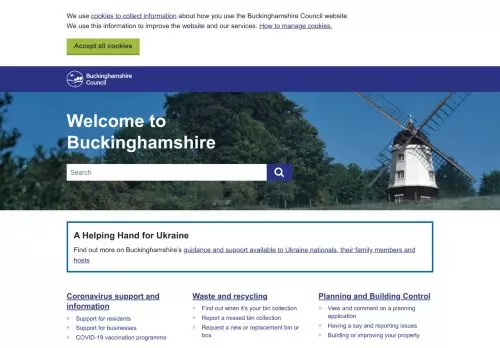 We use cookies to collect information about how you use the Buckinghamshire Council website
We use this information to improve the website and our services. How to manage cookies.
Accept all cookies
Buckinghamshire
Council
Welcome to
Buckinghamshire
Search
A Helping Hand for Ukraine
Find out more on Buckinghamshire's guidance and support available to Ukraine nationals, their family members and
hosts
Coronavirus support and
information
Support for residents
Support for businesses
COVID-19 vaccination programme
Waste and recycling
Find out when it's your bin collection
Report a missed bin collection
Request a new or replacement bin or
box
Planning and Building Control
View and comment on a planning
application
Having a say and reporting issues
Building or improving your property